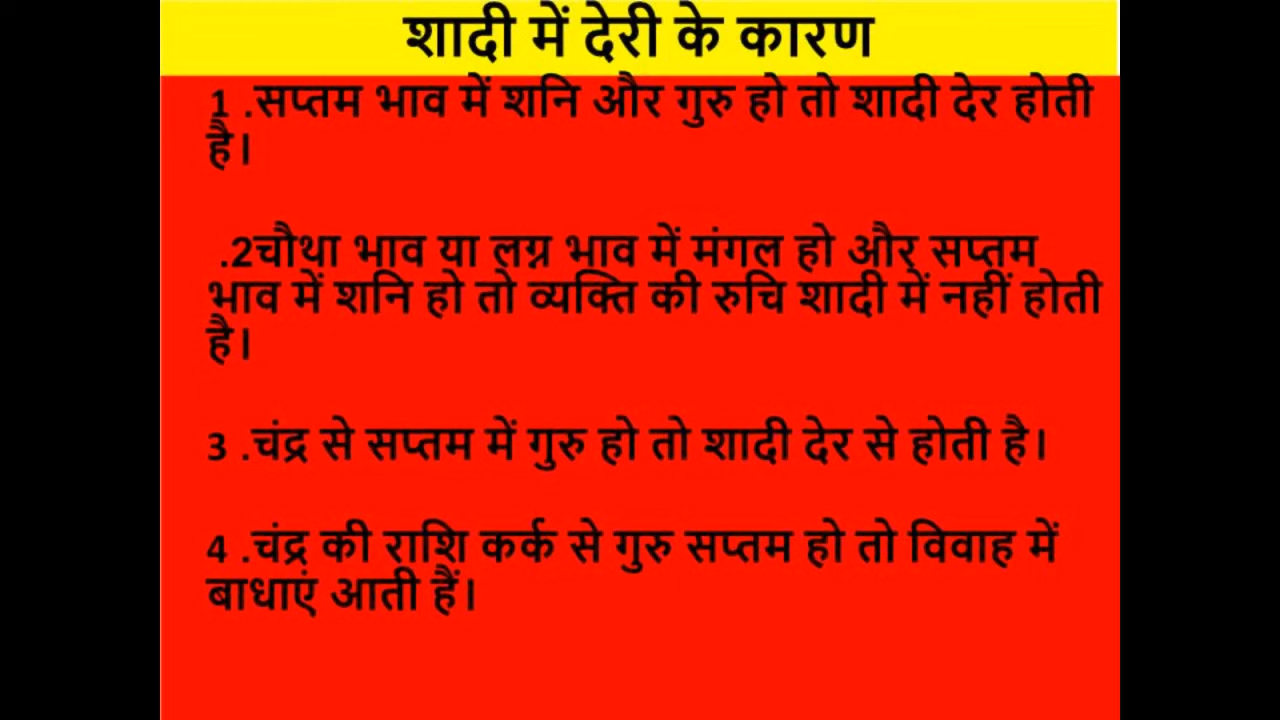 शादी में देरी के कारण
1 .सप्तम भाव में शनि और गुरु हो तो शादी देर होती
है।
.2चौथा भाव या लग्न भाव में मंगल हो और सप्तम
भाव में शनि हो तो व्यक्ति की रुचि शादी में नहीं होती
है।
3 .चंद्र से सप्तम में गुरु हो तो शादी देर से होती है।
4 .चंद्र की राशि कर्क से गुरु सप्तम हो तो विवाह में
बाधाएं आती हैं।